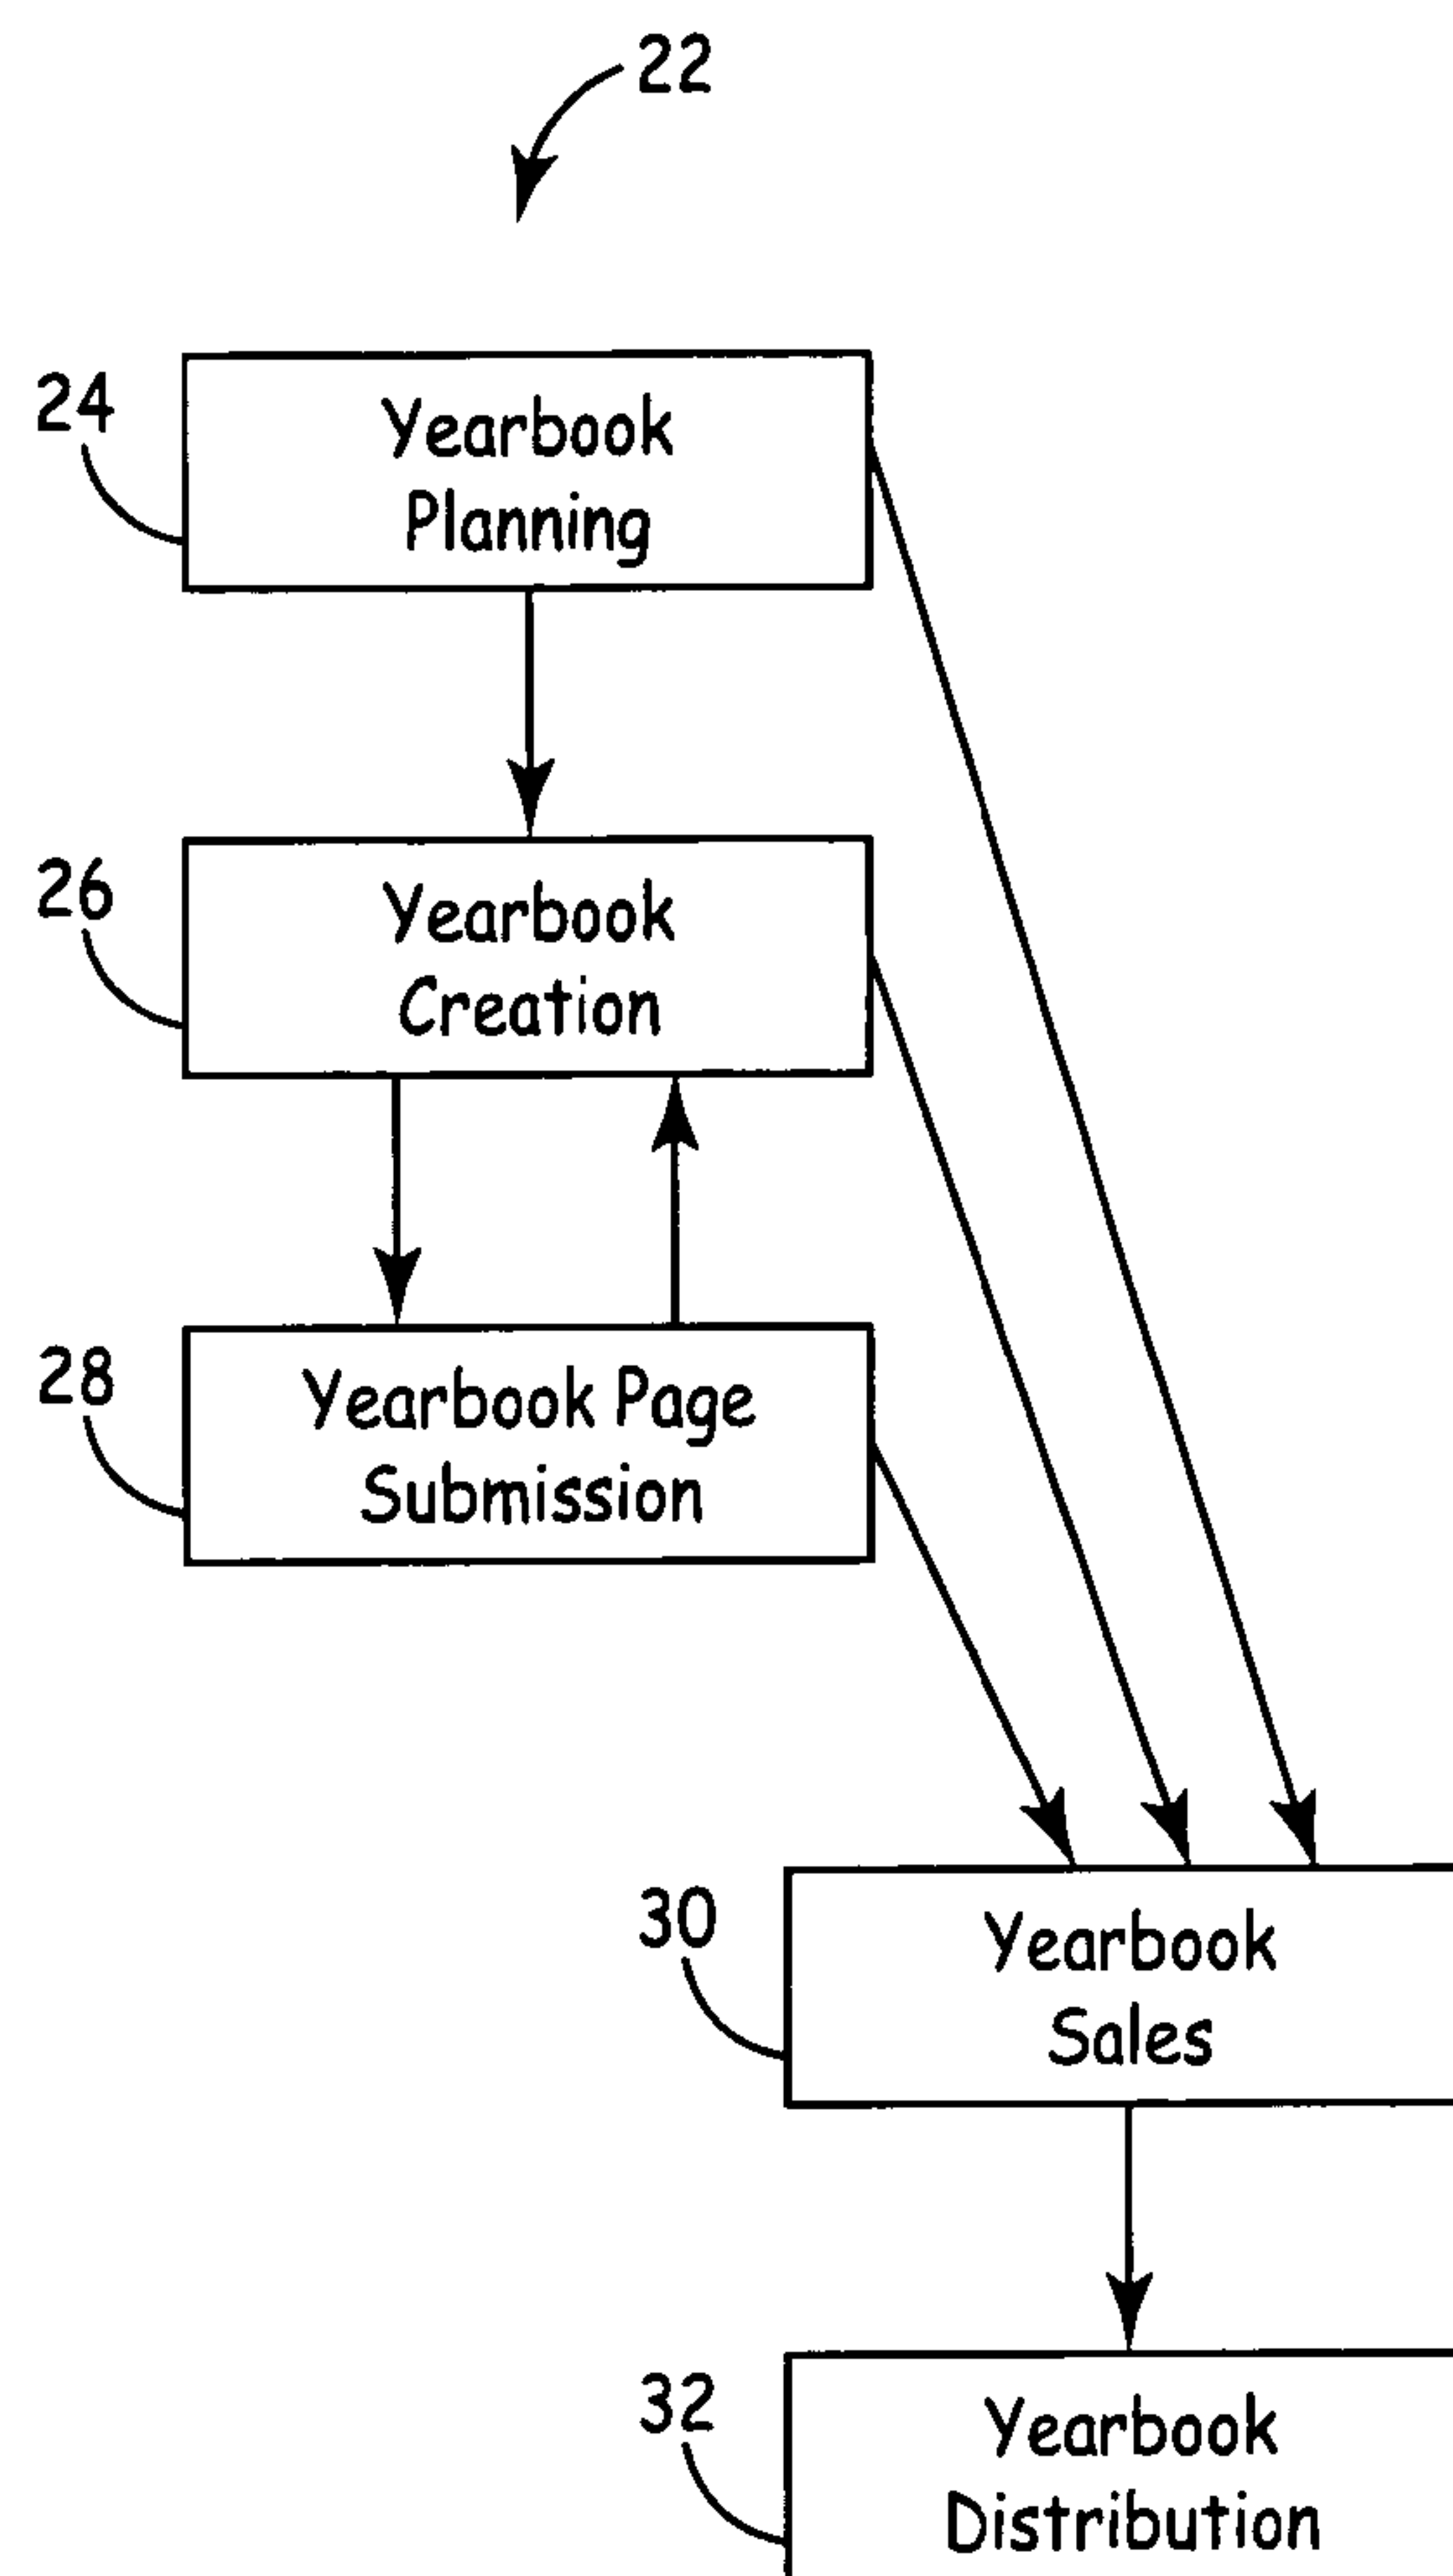 22
24
Yearbook
Planning
26
Yearbook
Creation
28
Yearbook Page
Submission
30
Yearbook
Sales
32
Yearbook
Distribution